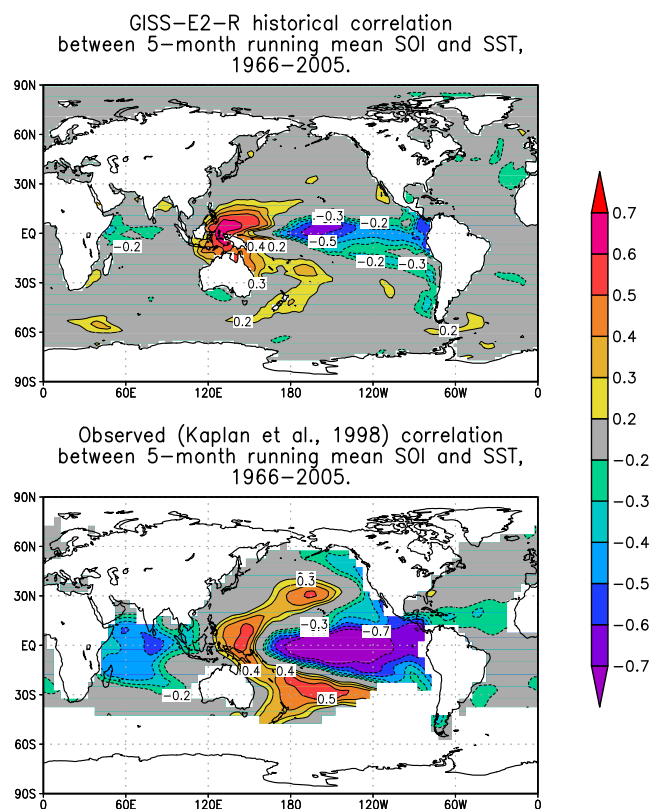 GISS-E2-R historical correlation
between 5-month running mean SOI and SST,
1966-2005.
90N
60N
30N
EQ
30S
60S
90S
0 60E 120E 180 120W 60W 0
-0.3 -0.2
-0.2 0.4 0.2 -0.5
-0.2 -0.3
0.3
0.2 0.2
0.7
0.6
0.5
0.4
0.3
0.2
-0.2
-0.3
-0.4
-0.5
-0.6
-0.7
Observed (Kaplan et al., 1998) correlation
between 5-month running mean SOI and SST,
1966-2005.
90N
60N
30N
EQ
30S
60S
90S
0 60E 120E 180 120W 60W 0
0.3
-0.3 -0.7
0.4 0.4
-0.2
0.5